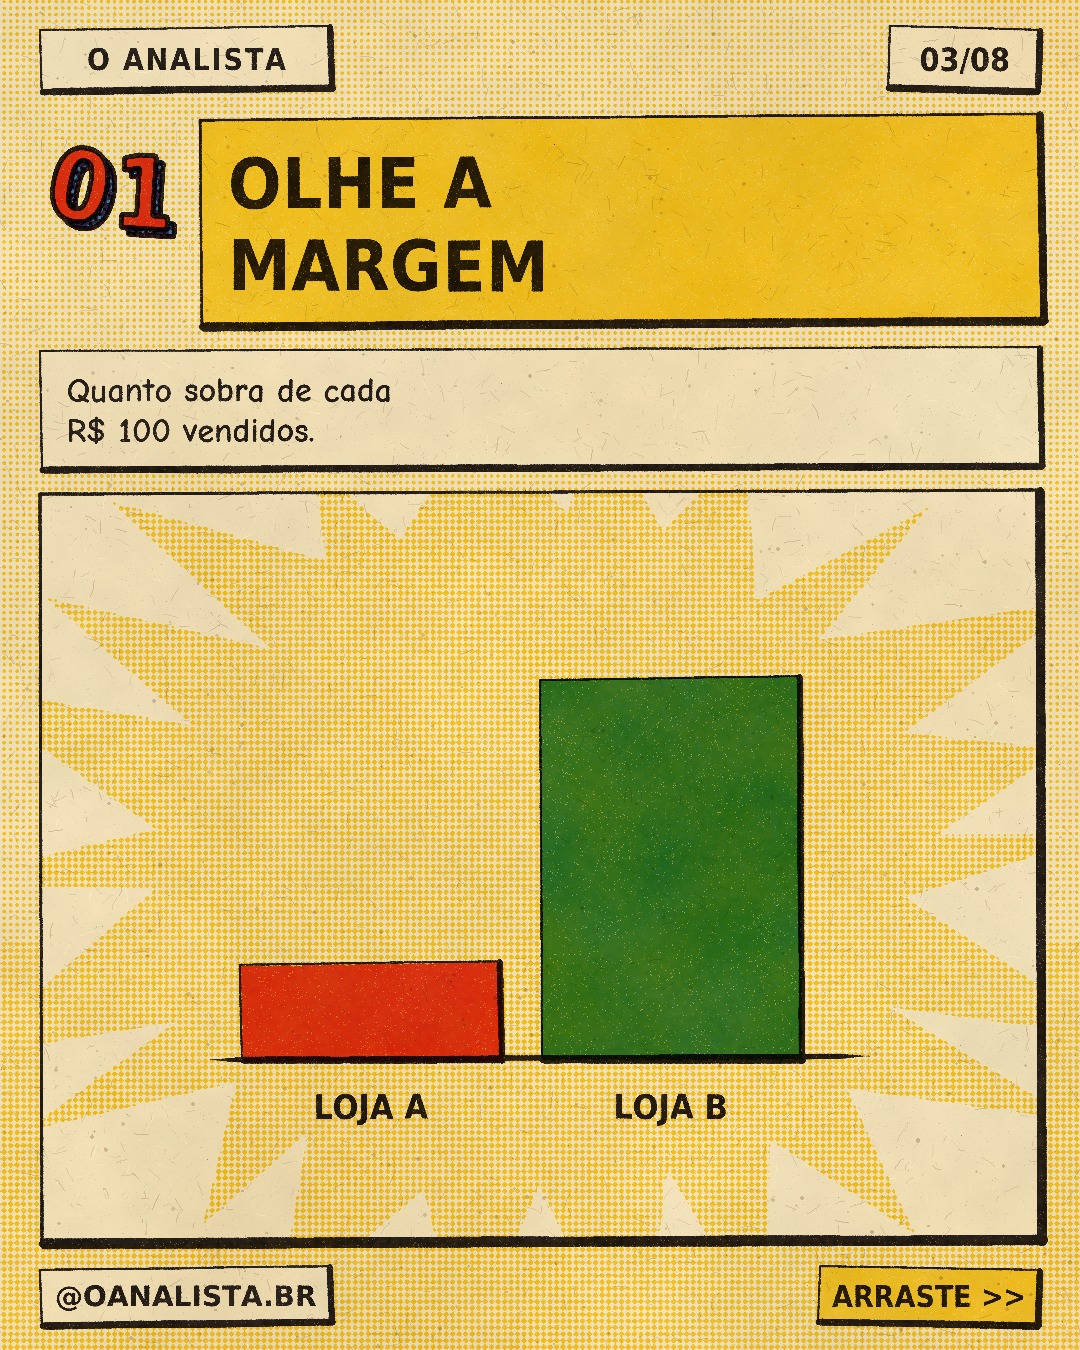 O ANALISTA
03/08
01
OLHE A
MARGEM
Quanto sobra de cada
R$ 100 vendidos.
LOJA A
LOJA B
@OANALISTA.BR
ARRASTE >>